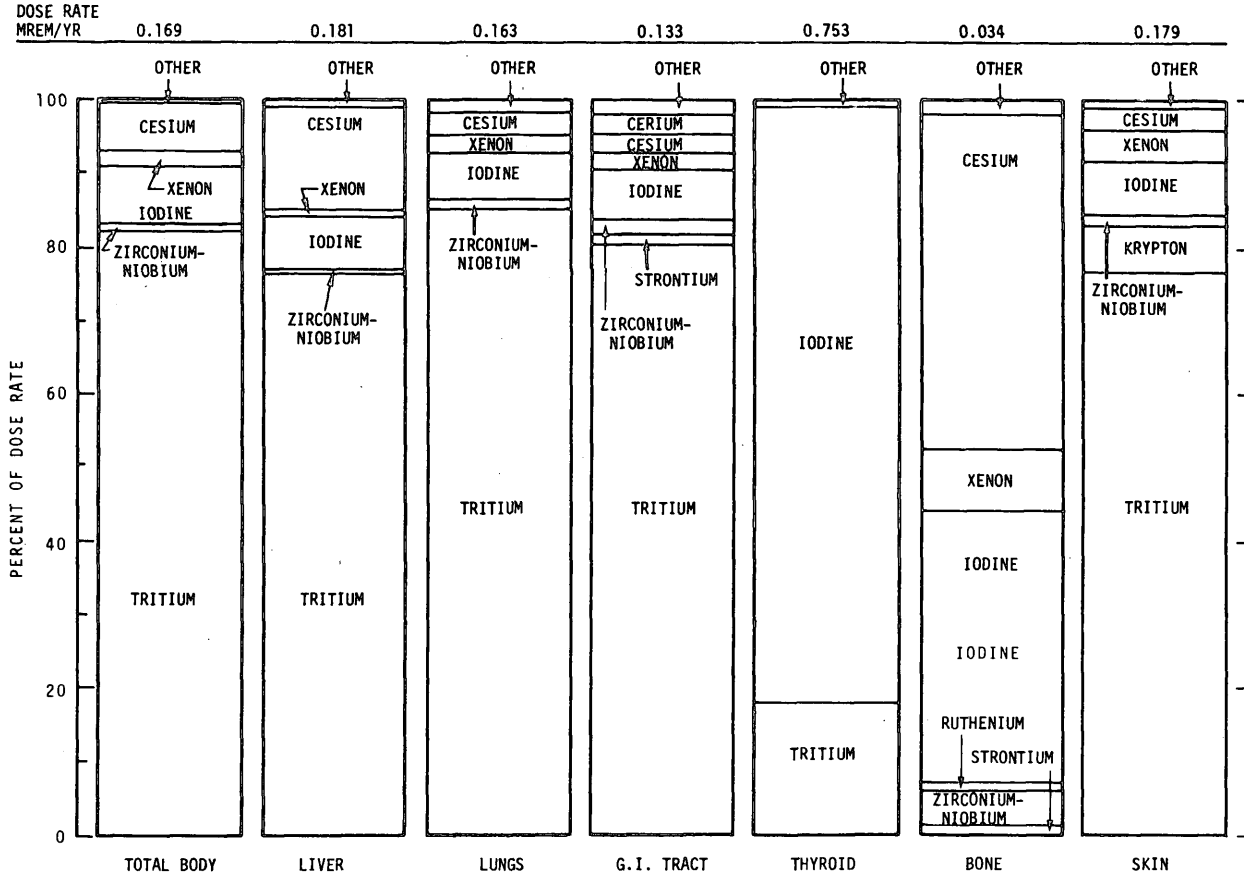 DOSE RATE
MREM/YR 0.169 0.181 0.163 0.133 0.753 0.034 0.179
OTHER OTHER OTHER OTHER OTHER OTHER OTHER
100
80
60
40
20
0
PERCENT OF DOSE RATE
CESIUM
XENON
IODINE
ZIRCONIUM-
NIOBIUM
TRITIUM
TOTAL BODY
CESIUM
XENON
IODINE
ZIRCONIUM-
NIOBIUM
TRITIUM
LIVER
CESIUM
XENON
IODINE
ZIRCONIUM-
NIOBIUM
TRITIUM
LUNGS
CERIUM
CESIUM
XENON
IODINE
STRONTIUM
ZIRCONIUM-
NIOBIUM
TRITIUM
G.I. TRACT
IODINE
TRITIUM
THYROID
CESIUM
XENON
IODINE
IODINE
RUTHENIUM
STRONTIUM
ZIRCONIUM-
NIOBIUM
BONE
CESIUM
XENON
IODINE
KRYPTON
ZIRCONIUM-
NIOBIUM
TRITIUM
SKIN